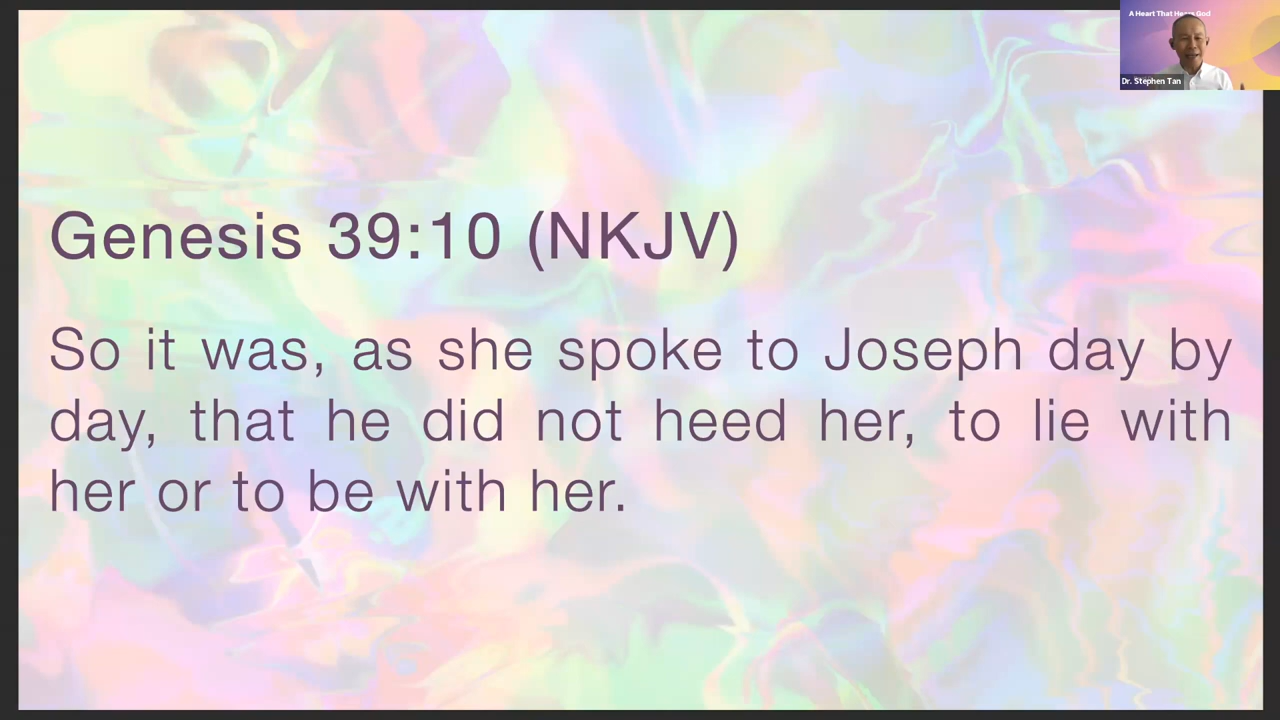 A Heart That Hears God
Dr. Stephen Tan
Genesis 39:10 (NKJV)
So it was, as she spoke to Joseph day by
day, that he did not heed her, to lie with
her or to be with her.